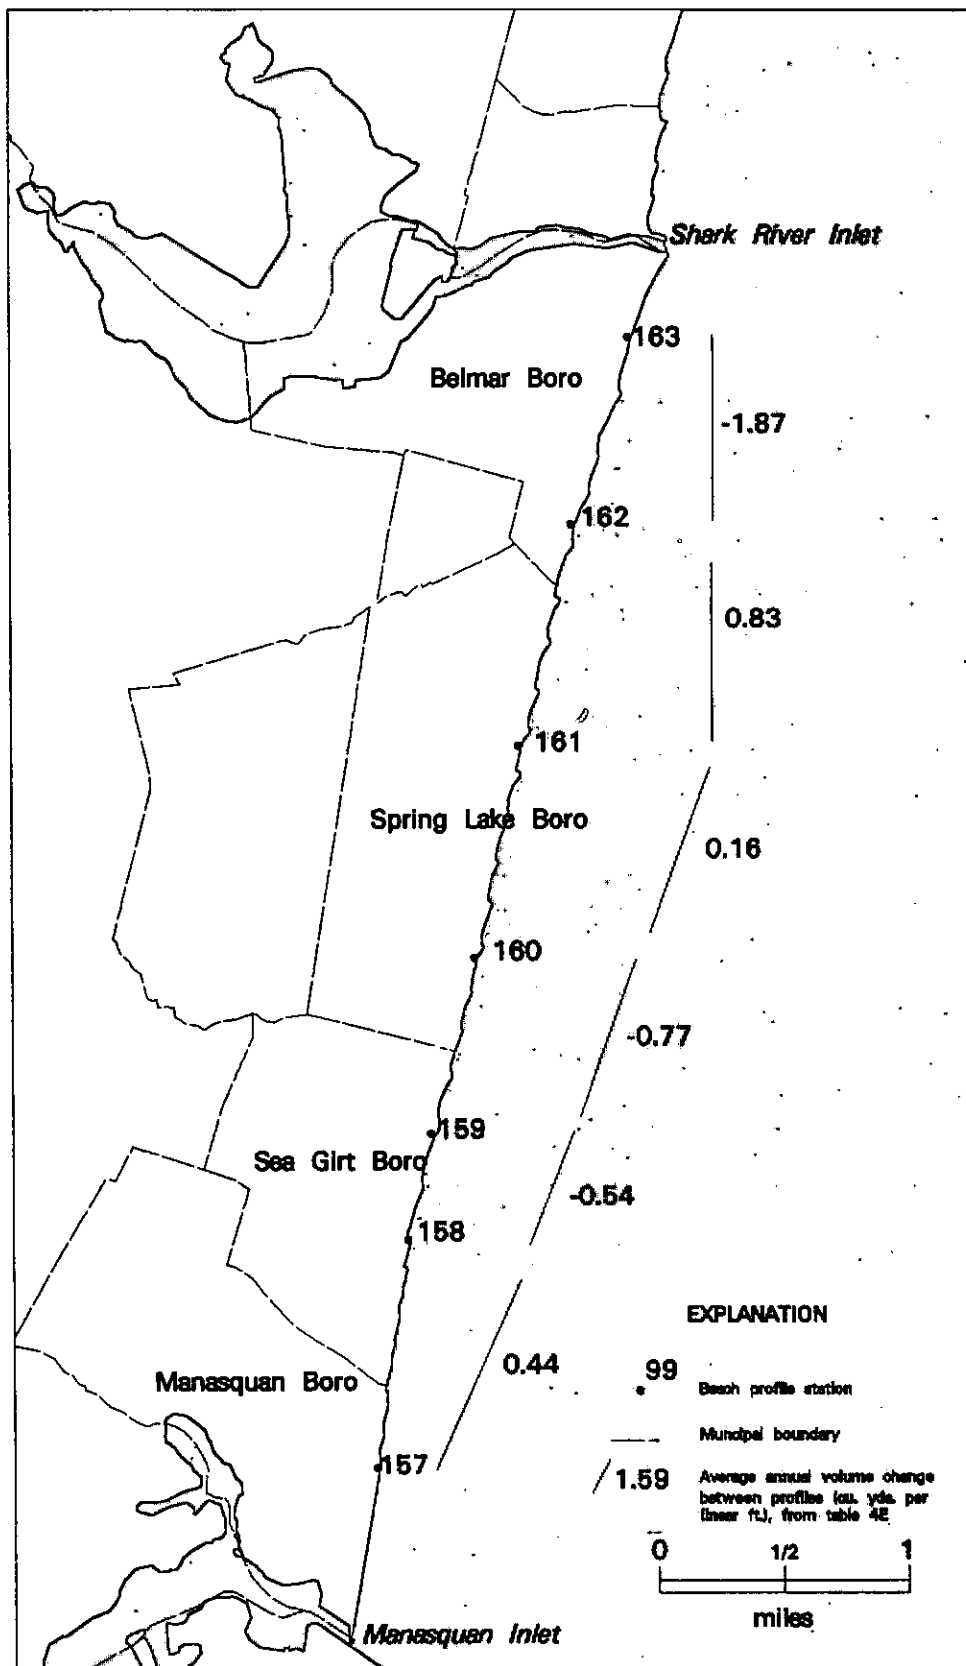 Shark River Inlet
163
Belmar Boro
-1.87
162
0.83
161
Spring Lake Boro
0.16
160
-0.77
159
Sea Girt Boro
-0.54
158
EXPLANATION
0.44
99
Beach profile station
Manasquan Boro
Muncipal boundary
157
1.59
Average annual volume change
between profiles (cu. yds. per
linear ft.), from table 4E
0 1/2 1
miles
Manasquan Inlet